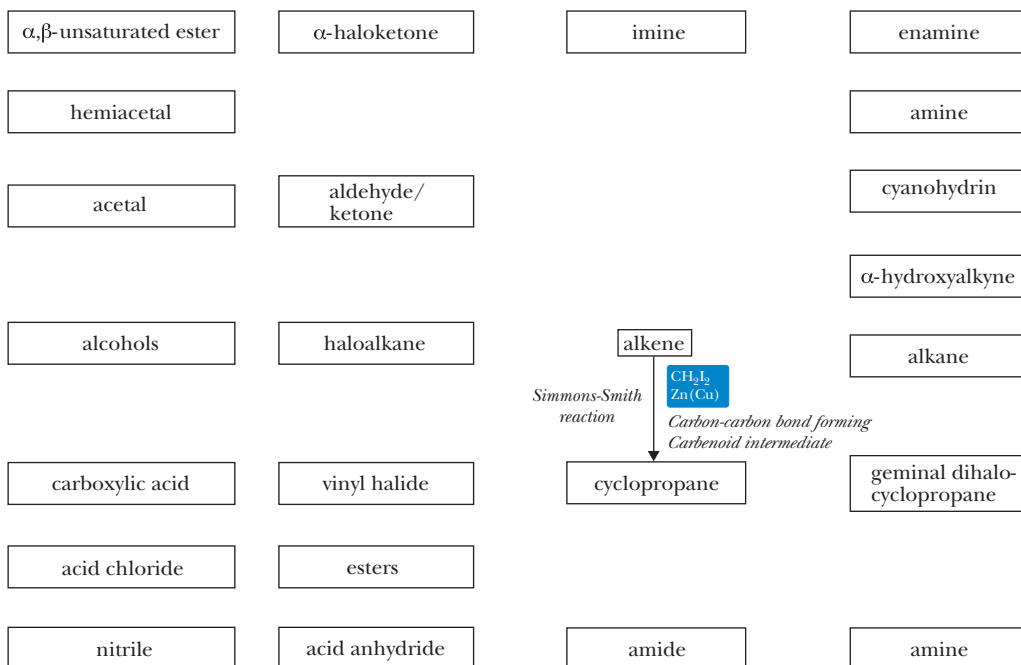 α,β-unsaturated ester
α-haloketone
imine
enamine
hemiacetal
amine
acetal
aldehyde/
ketone
cyanohydrin
α-hydroxyalkyne
alcohols
haloalkane
alkene
alkane
CH₂I₂
Zn(Cu)
Simmons-Smith
reaction
Carbon-carbon bond forming
Carbenoid intermediate
carboxylic acid
vinyl halide
cyclopropane
geminal dihalo-
cyclopropane
acid chloride
esters
nitrile
acid anhydride
amide
amine